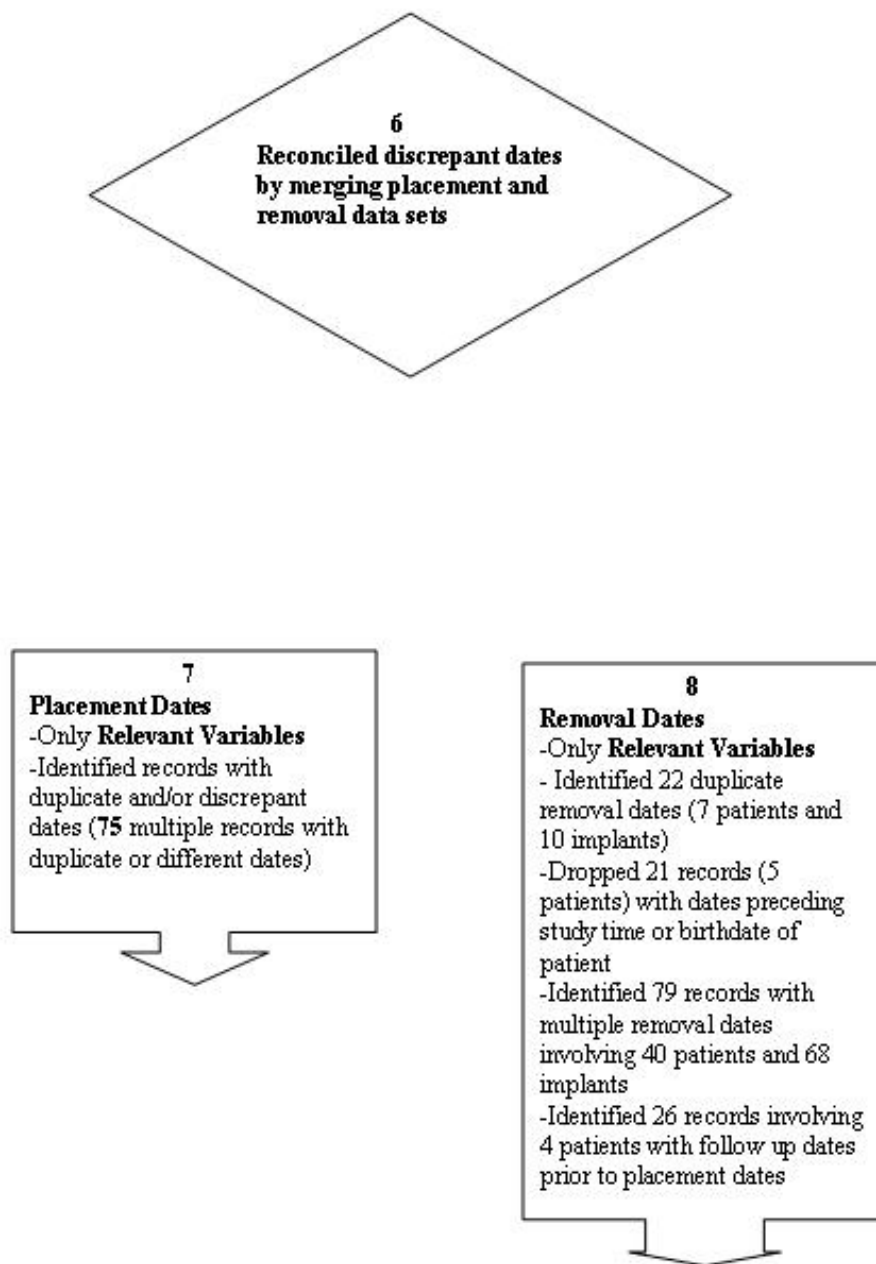 6
Reconciled discrepant dates
by merging placement and
removal data sets
7
Placement Dates
-Only Relevant Variables
-Identified records with
duplicate and/or discrepant
dates (75 multiple records with
duplicate or different dates)
8
Removal Dates
-Only Relevant Variables
- Identified 22 duplicate
removal dates (7 patients and
10 implants)
-Dropped 21 records (5
patients) with dates preceding
study time or birthdate of
patient
-Identified 79 records with
multiple removal dates
involving 40 patients and 68
implants
-Identified 26 records involving
4 patients with follow up dates
prior to placement dates